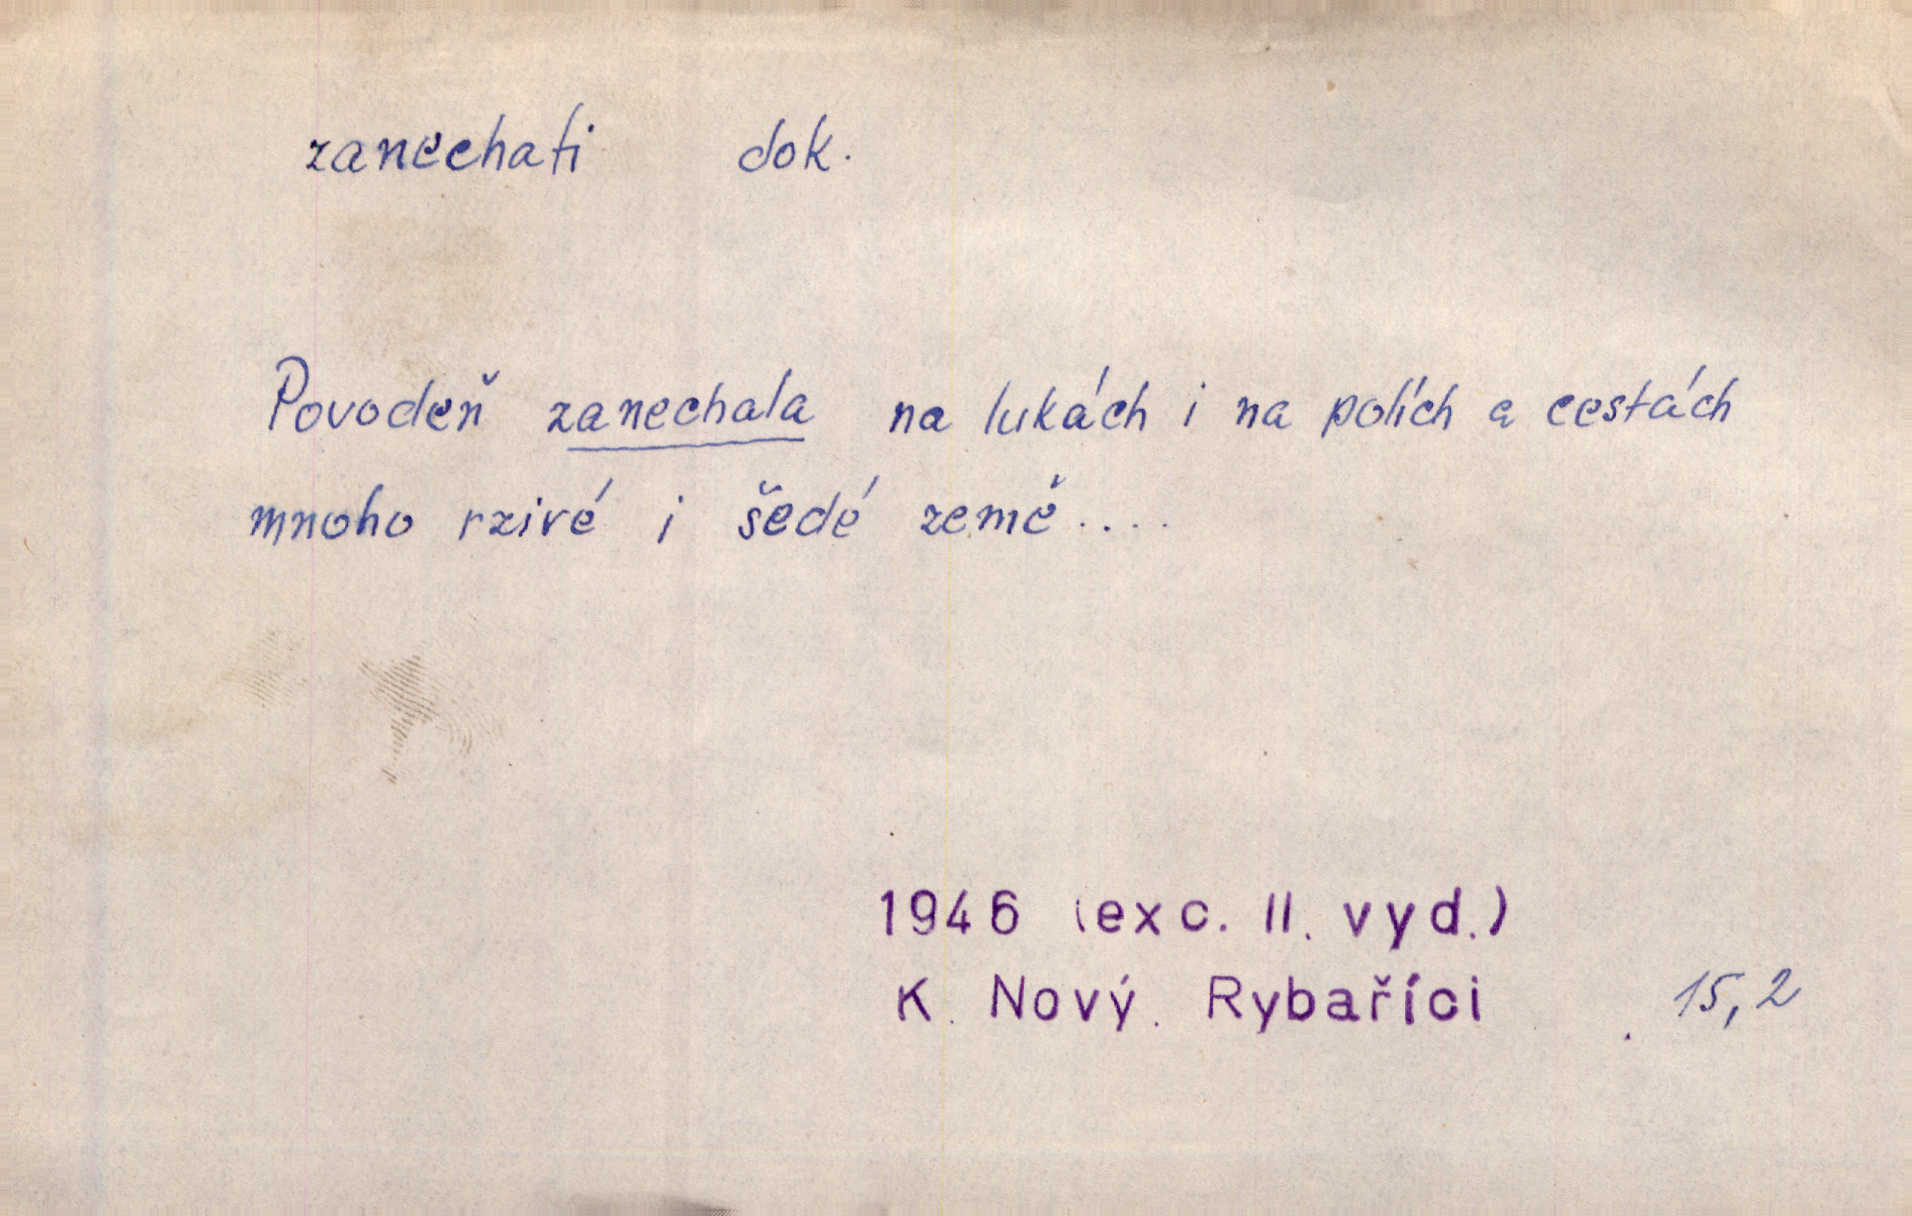 zanechati dok.
Povodeň zanechala na lukách i na polích a cestách
mnoho rzivé i šedé země....
1946 (exc. II. vyd.)
K. Nový. Rybaříci
15,2